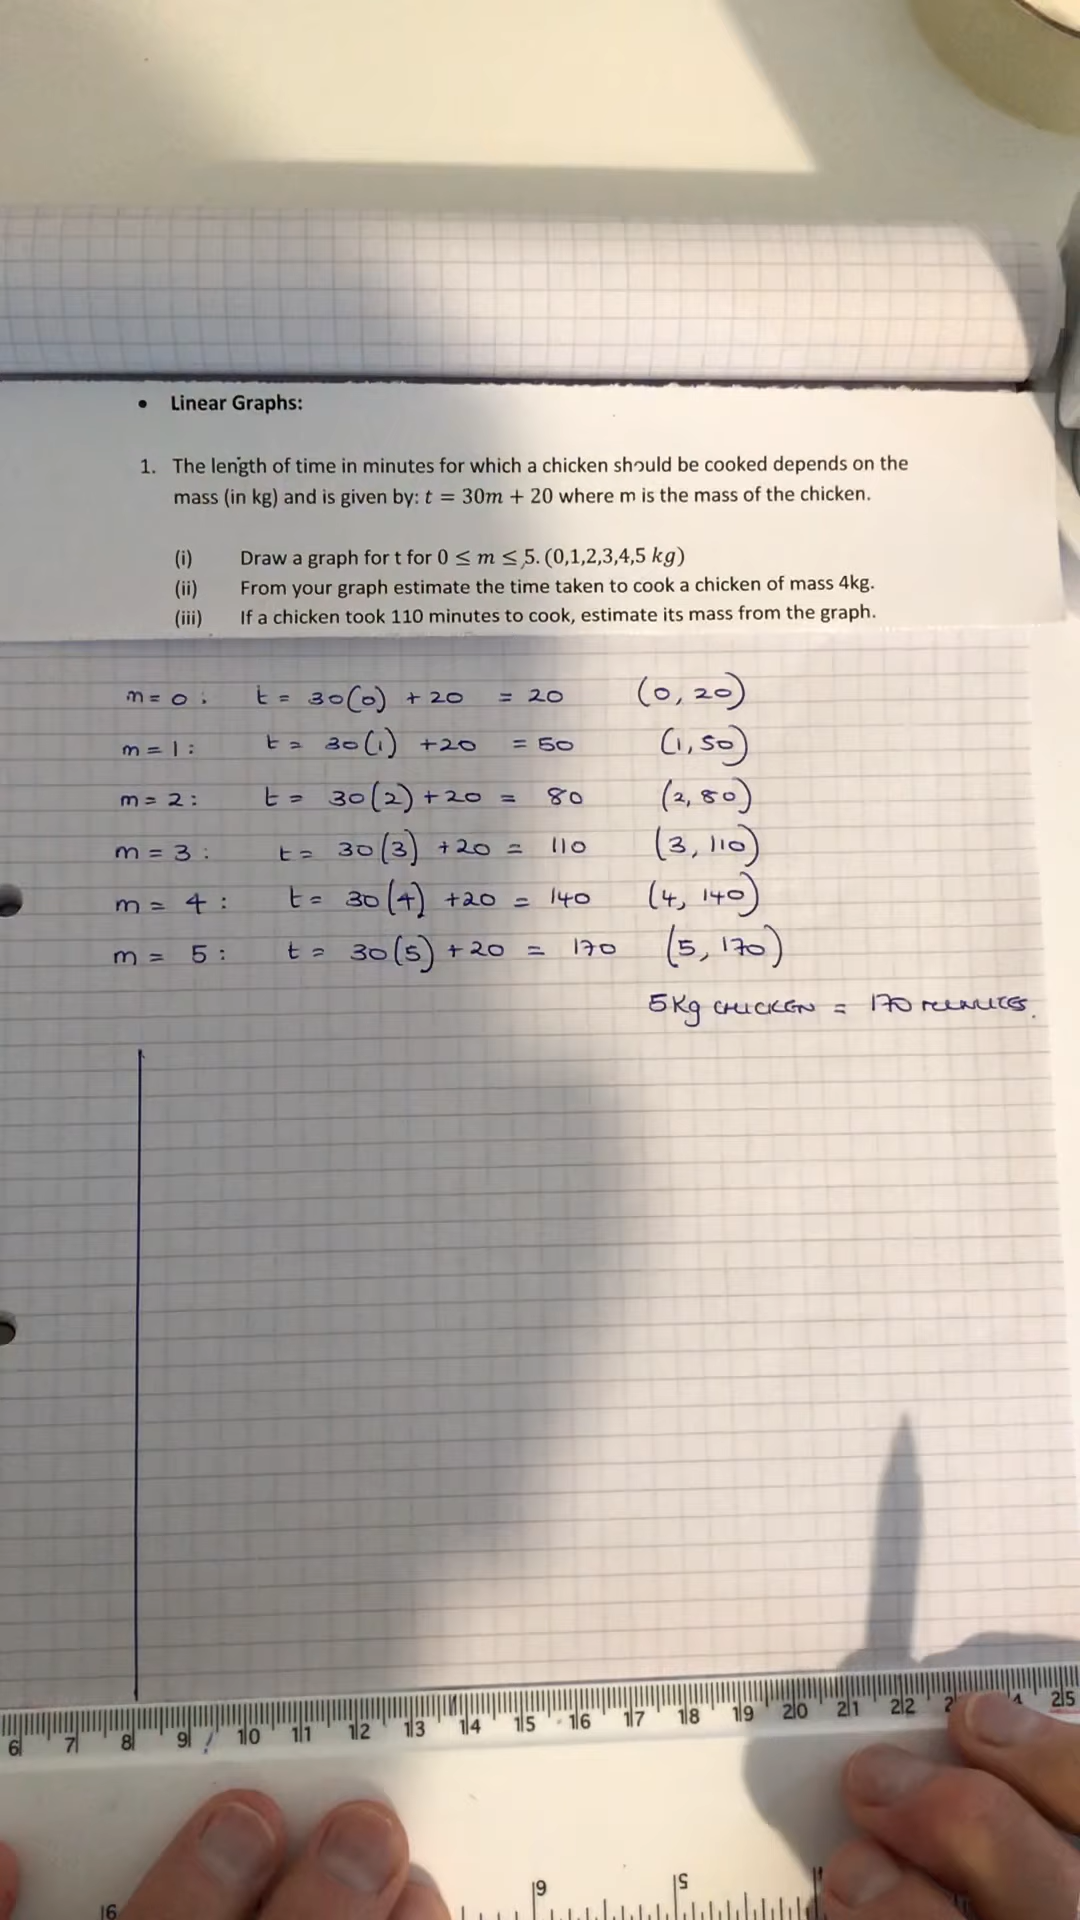 • Linear Graphs:
1. The length of time in minutes for which a chicken should be cooked depends on the
mass (in kg) and is given by: t = 30m + 20 where m is the mass of the chicken.
(i) Draw a graph for t for 0 ≤ m ≤ 5. (0,1,2,3,4,5 kg)
(ii) From your graph estimate the time taken to cook a chicken of mass 4kg.
(iii) If a chicken took 110 minutes to cook, estimate its mass from the graph.
m = 0 : t = 30(0) + 20 = 20 (0, 20)
m = 1 : t = 30(1) + 20 = 50 (1, 50)
m = 2 : t = 30(2) + 20 = 80 (2, 80)
m = 3 : t = 30(3) + 20 = 110 (3, 110)
m = 4 : t = 30(4) + 20 = 140 (4, 140)
m = 5 : t = 30(5) + 20 = 170 (5, 170)
5Kg CHICKEN = 170 MINUTES.
6 7 8 9 10 11 12 13 14 15 16 17 18 19 20 21 22 25
16 6 5